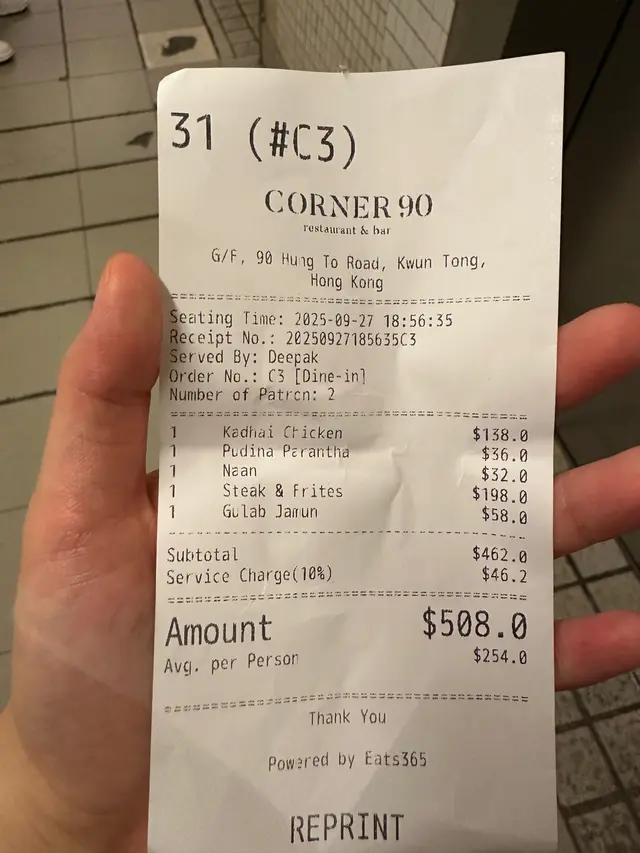 31 (#C3)
CORNER 90
restaurant & bar
G/F, 90 Hung To Road, Kwun Tong,
Hong Kong
Seating Time: 2025-09-27 18:56:35
Receipt No.: 20250927185635C3
Served By: Deepak
Order No.: C3 [Dine-in]
Number of Patron: 2
1 Kadhai Chicken $138.0
1 Pudina Parantha $36.0
1 Naan $32.0
1 Steak & Frites $198.0
1 Gulab Jamun $58.0
Subtotal $462.0
Service Charge(10%) $46.2
Amount $508.0
Avg. per Person $254.0
Thank You
Powered by Eats365
REPRINT